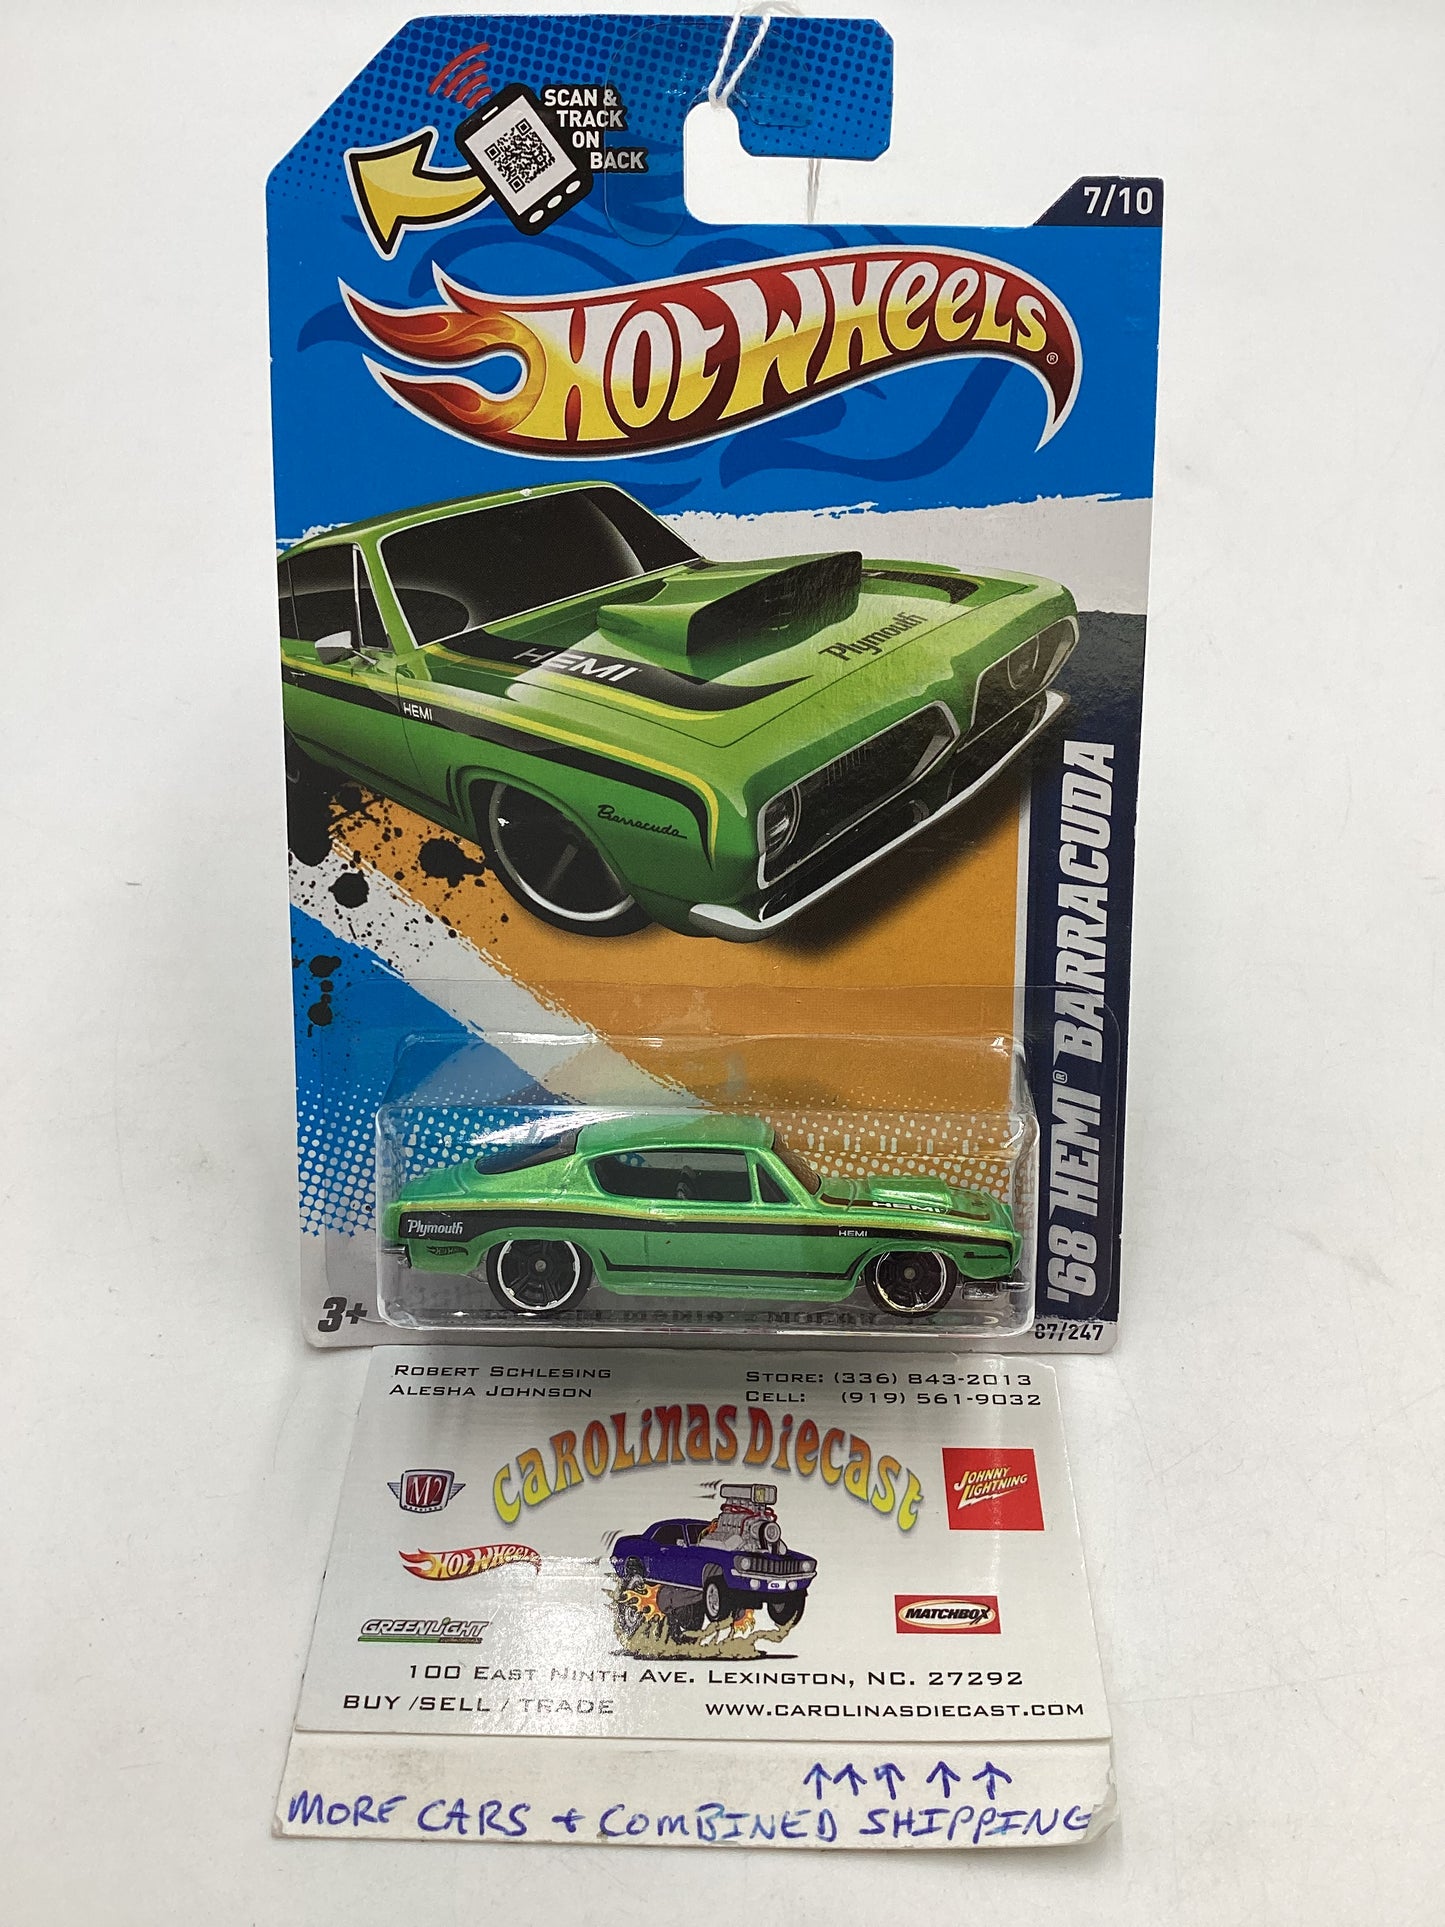 SCAN &
TRACK
ON
BACK
7/10
HOT WHEELS®
Plymouth
HEMI
HEMI
Barracuda
'68 HEMI® BARRACUDA
Plymouth
HEMI
HEMI
3+
87/247
ROBERT SCHLESING
ALESHA JOHNSON
STORE: (336) 843-2013
CELL: (919) 561-9032
CAROLINAS DIECAST
M2
JOHNNY
LIGHTNING
HOT WHEELS
GREENLIGHT
MATCHBOX
100 EAST NINTH AVE. LEXINGTON, NC. 27292
BUY /SELL / TRADE
WWW.CAROLINASDIECAST.COM
↑↑↑ ↑ ↑
MORE CARS + COMBINED SHIPPING